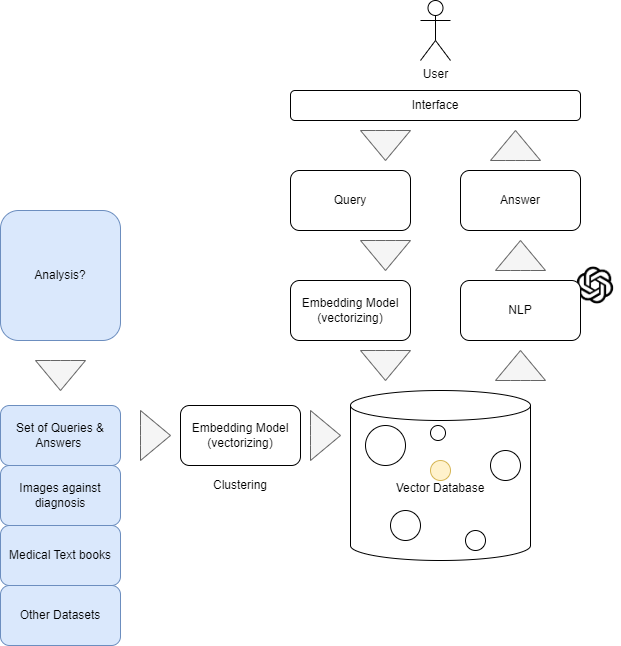 User
Interface
Query
Answer
Analysis?
Embedding Model
(vectorizing)
NLP
Set of Queries &
Answers
Embedding Model
(vectorizing)
Clustering
Images against
diagnosis
Vector Database
Medical Text books
Other Datasets